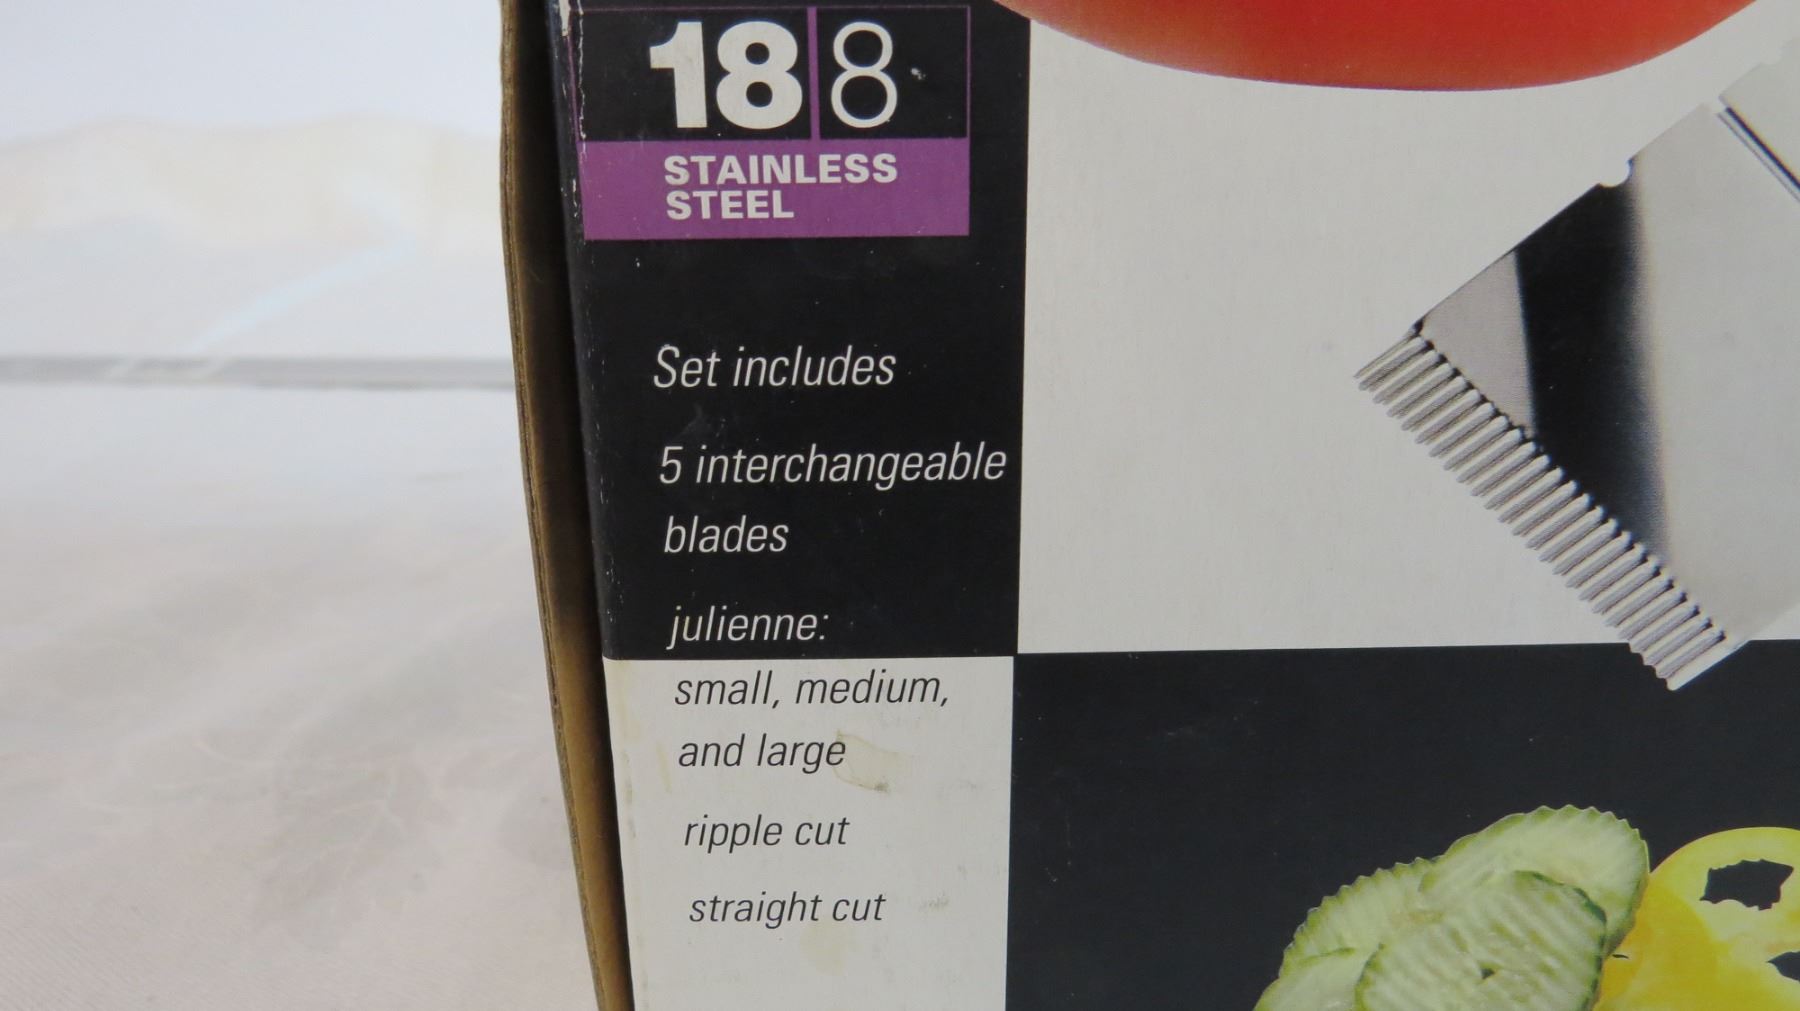 18 8
STAINLESS
STEEL
Set includes
5 interchangeable
blades
julienne:
small, medium,
and large
ripple cut
straight cut